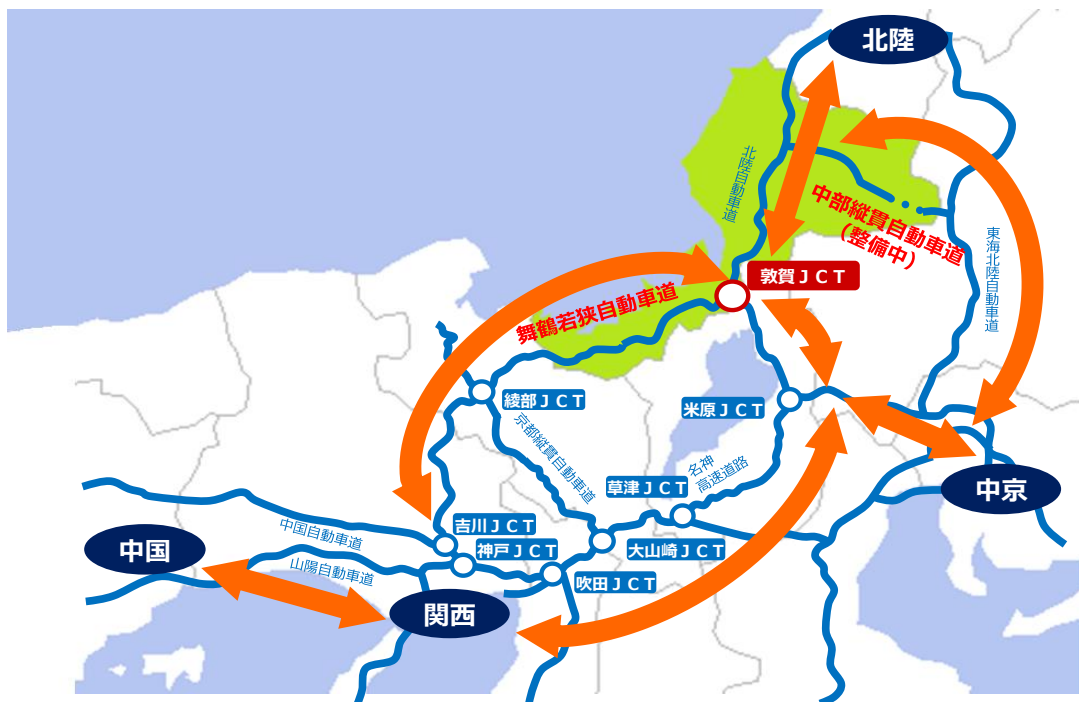 北陸
北陸自動車道
中部縦貫自動車道
（整備中）
東海北陸自動車道
敦賀ＪＣＴ
舞鶴若狭自動車道
綾部ＪＣＴ
米原ＪＣＴ
京都縦貫自動車道
名神
高速道路
草津ＪＣＴ
中京
吉川ＪＣＴ
中国自動車道
神戸ＪＣＴ
大山崎ＪＣＴ
中国
山陽自動車道
吹田ＪＣＴ
関西